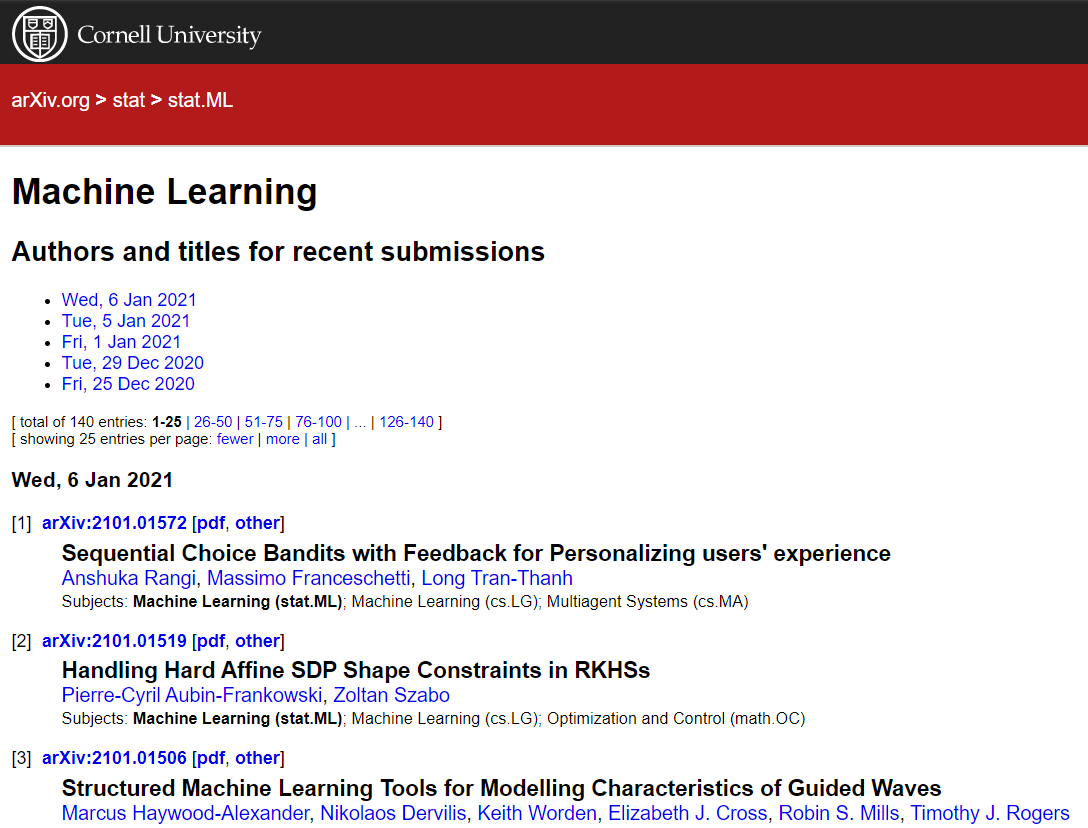 Cornell University
arXiv.org > stat > stat.ML
Machine Learning
Authors and titles for recent submissions
Wed, 6 Jan 2021
Tue, 5 Jan 2021
Fri, 1 Jan 2021
Tue, 29 Dec 2020
Fri, 25 Dec 2020
[ total of 140 entries: 1-25 | 26-50 | 51-75 | 76-100 | ... | 126-140 ]
[ showing 25 entries per page: fewer | more | all ]
Wed, 6 Jan 2021
[1] arXiv:2101.01572 [pdf, other]
Sequential Choice Bandits with Feedback for Personalizing users' experience
Anshuka Rangi, Massimo Franceschetti, Long Tran-Thanh
Subjects: Machine Learning (stat.ML); Machine Learning (cs.LG); Multiagent Systems (cs.MA)
[2] arXiv:2101.01519 [pdf, other]
Handling Hard Affine SDP Shape Constraints in RKHSs
Pierre-Cyril Aubin-Frankowski, Zoltan Szabo
Subjects: Machine Learning (stat.ML); Machine Learning (cs.LG); Optimization and Control (math.OC)
[3] arXiv:2101.01506 [pdf, other]
Structured Machine Learning Tools for Modelling Characteristics of Guided Waves
Marcus Haywood-Alexander, Nikolaos Dervilis, Keith Worden, Elizabeth J. Cross, Robin S. Mills, Timothy J. Rogers